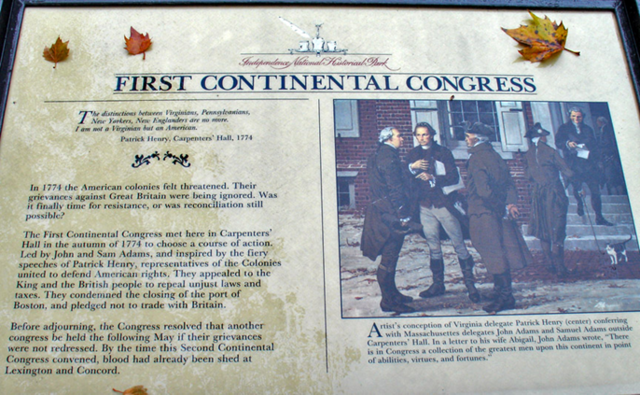 Independence National Historical Park
FIRST CONTINENTAL CONGRESS
The distinctions between Virginians, Pennsylvanians,
New Yorkers, New Englanders are no more.
I am not a Virginian but an American.
Patrick Henry, Carpenters' Hall, 1774
In 1774 the American colonies felt threatened. Their
grievances against Great Britain were being ignored. Was
it finally time for resistance, or was reconciliation still
possible?
The First Continental Congress met here in Carpenters'
Hall in the autumn of 1774 to choose a course of action.
Led by John and Sam Adams, and inspired by the fiery
speeches of Patrick Henry, representatives of the Colonies
united to defend American rights. They appealed to the
King and the British people to repeal unjust laws and
taxes. They condemned the closing of the port of
Boston, and pledged not to trade with Britain.
Before adjourning, the Congress resolved that another
congress be held the following May if their grievances
were not redressed. By the time this Second Continental
Congress convened, blood had already been shed at
Lexington and Concord.
Artist's conception of Virginia delegate Patrick Henry (center) conferring
with Massachusettes delegates John Adams and Samuel Adams outside
Carpenters' Hall. In a letter to his wife Abigail, John Adams wrote, "There
is in Congress a collection of the greatest men upon this continent in point
of abilities, virtues, and fortunes."